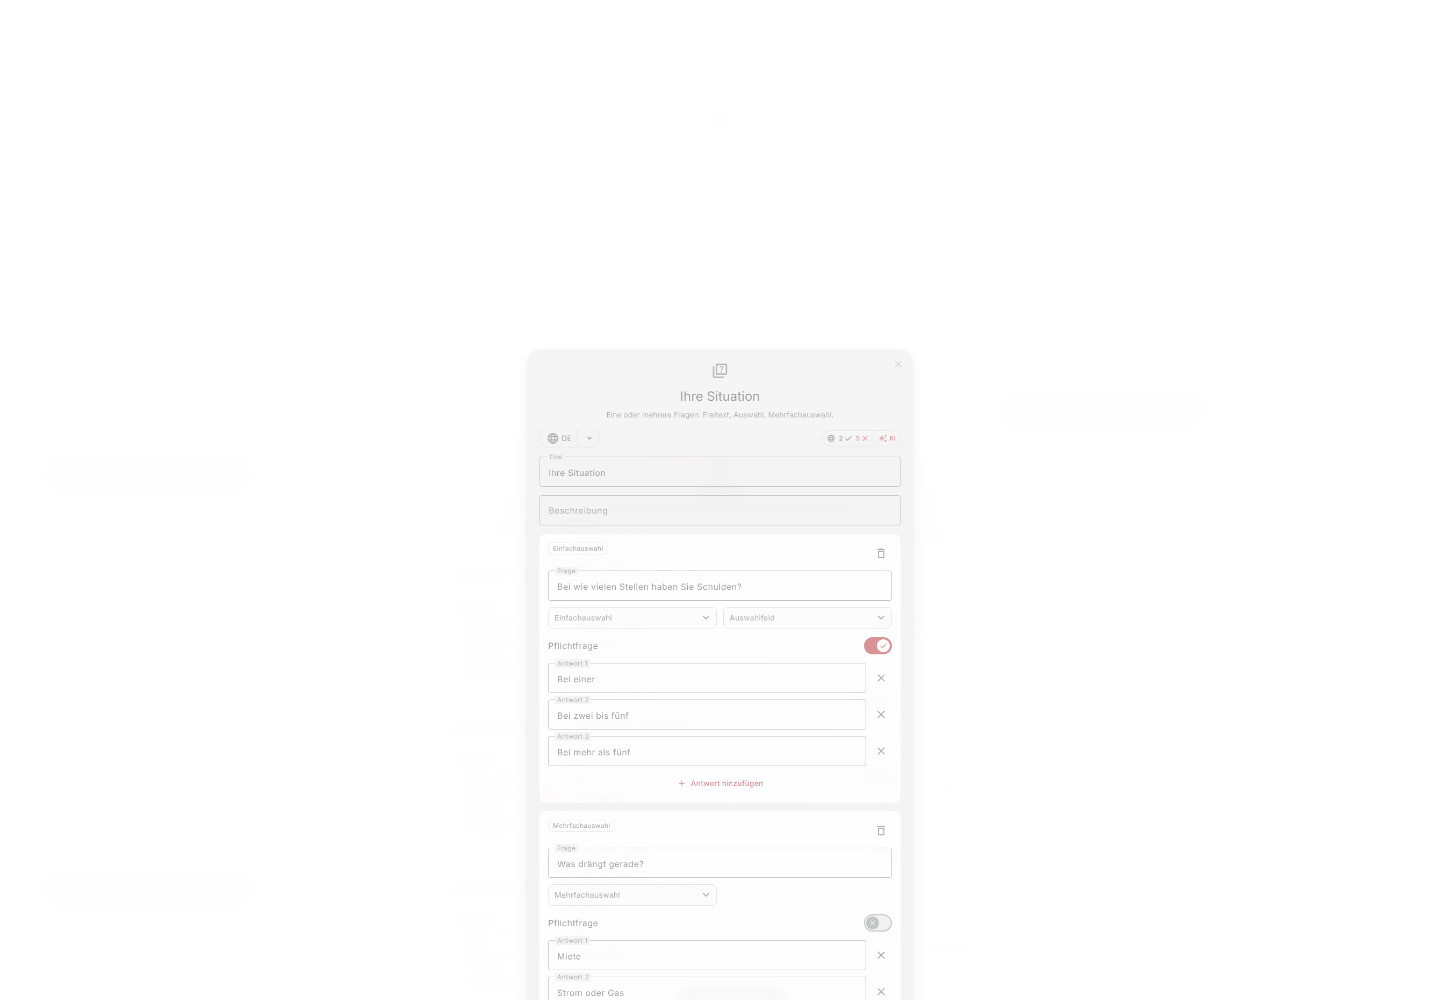 Ihre Situation
Eine oder mehrere Fragen: Freitext, Auswahl, Mehrfachauswahl.
DE
2 5 KI
Titel
Ihre Situation
Beschreibung
Einfachauswahl
Frage
Bei wie vielen Stellen haben Sie Schulden?
Einfachauswahl Auswahlfeld
Pflichtfrage
Antwort 1
Bei einer
Antwort 2
Bei zwei bis fünf
Antwort 3
Bei mehr als fünf
+ Antwort hinzufügen
Mehrfachauswahl
Frage
Was drängt gerade?
Mehrfachauswahl
Pflichtfrage
Antwort 1
Miete
Antwort 2
Strom oder Gas